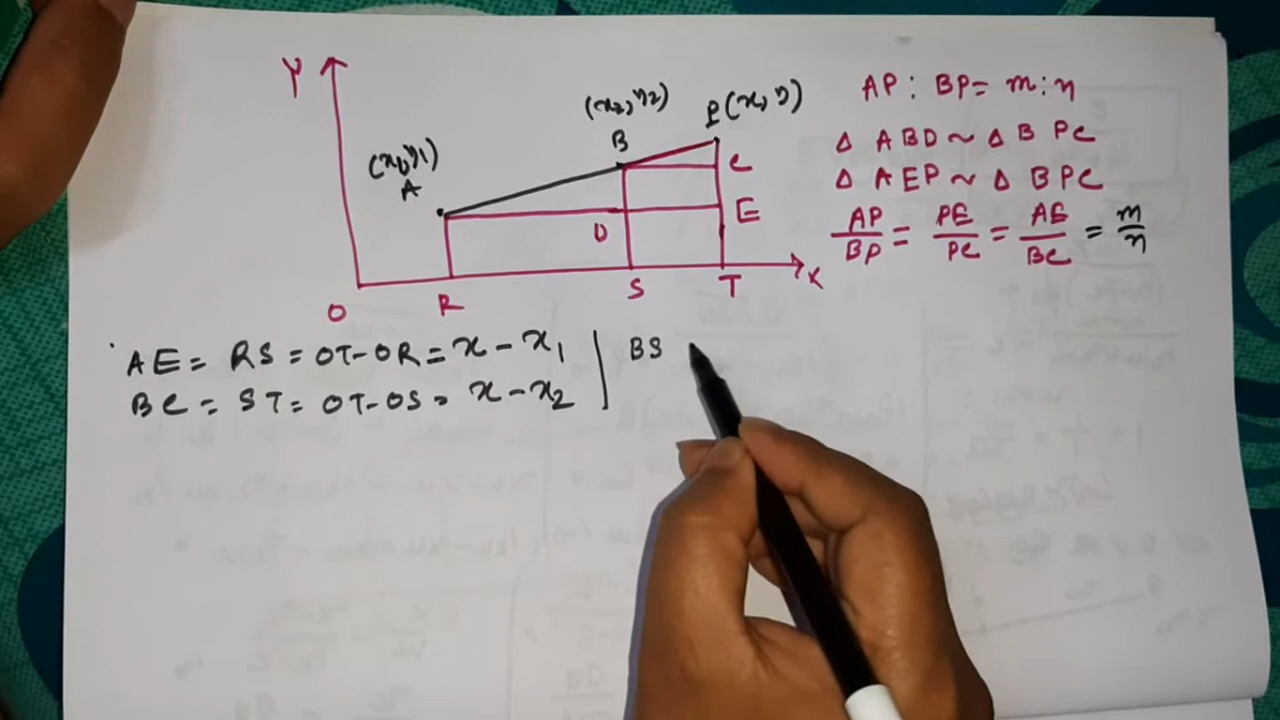 Y
(x₁, y₁)
A
(x₂, y₂)
B
P (x, y)
C
D
E
O
R
S
T
X
AP : BP = m : n
Δ ABD ~ Δ BPC
Δ AEP ~ Δ BPC
AP/BP = PE/PC = AE/BC = m/n
AE = RS = OT - OR = x - x₁
BC = ST = OT - OS = x - x₂
BS